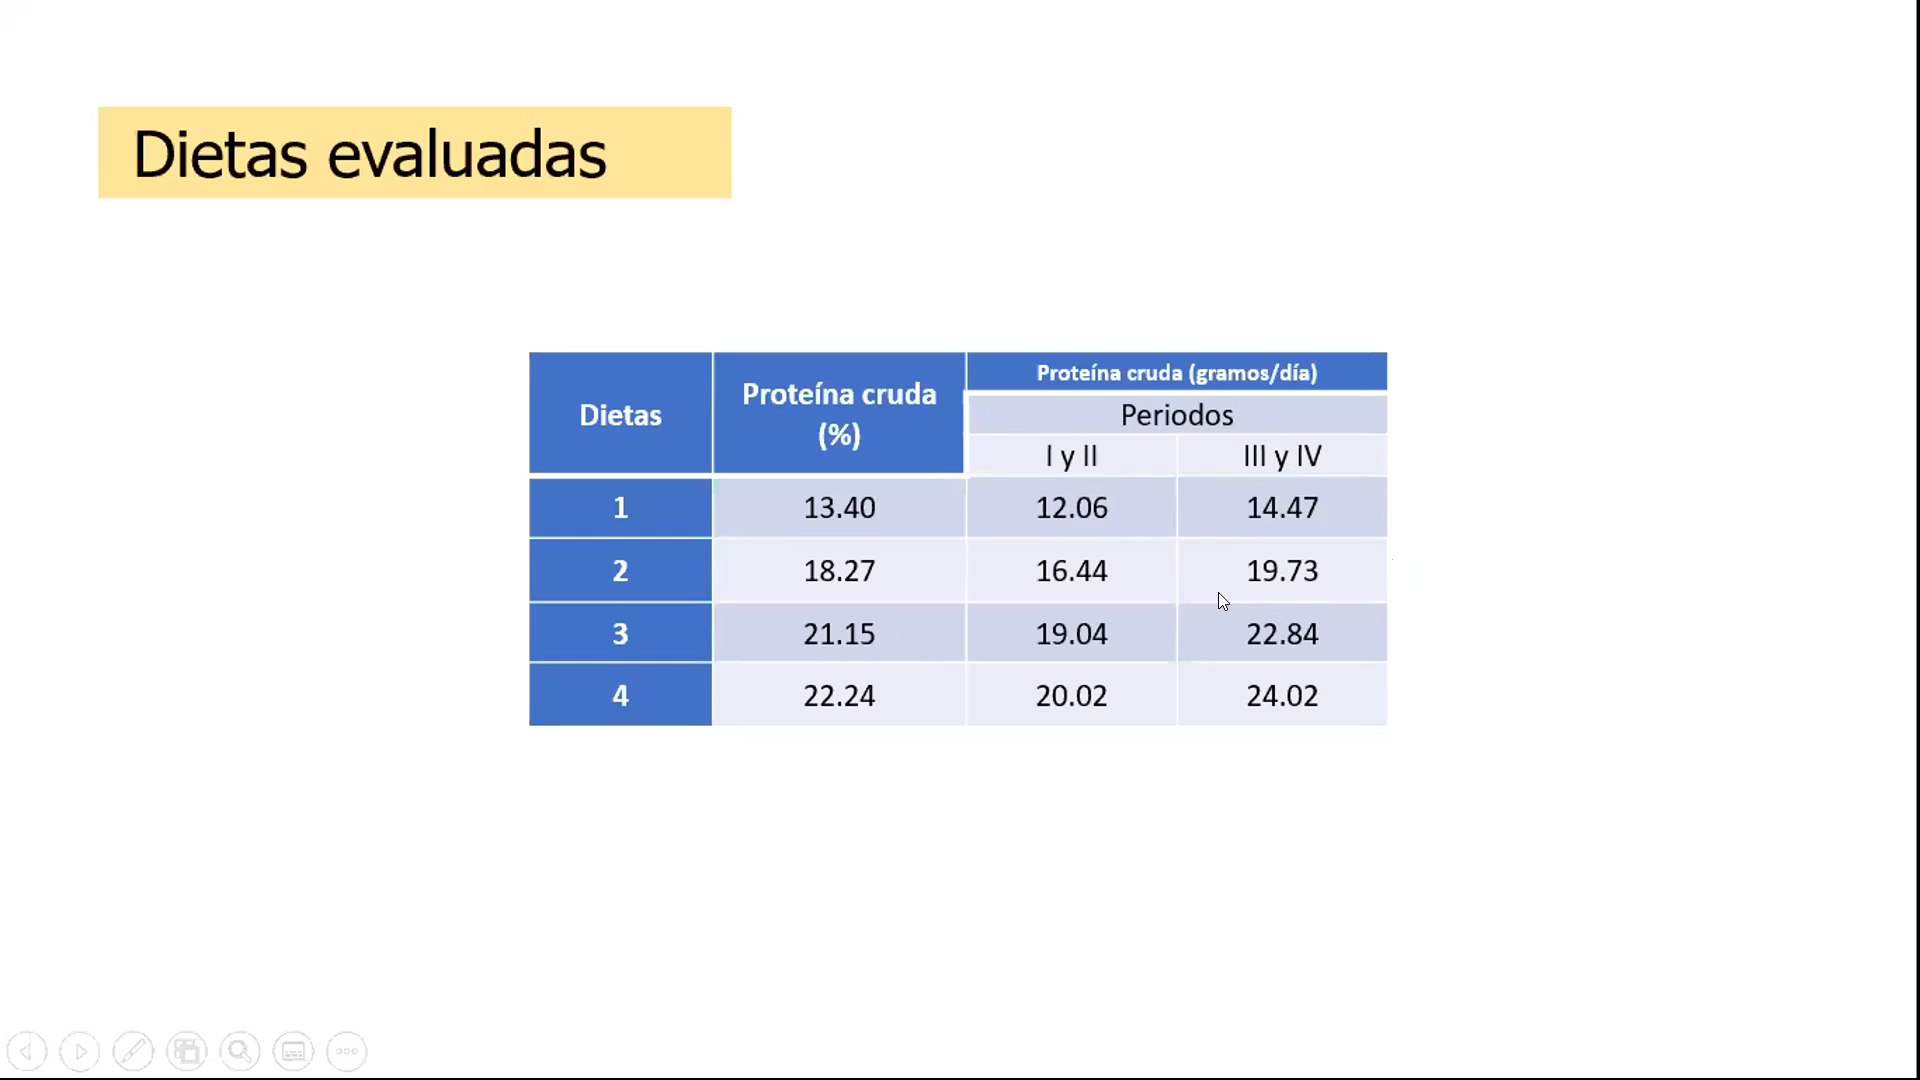 Dietas evaluadas
Dietas
Proteína cruda
(%)
Proteína cruda (gramos/día)
Periodos
I y II III y IV
1 13.40 12.06 14.47
2 18.27 16.44 19.73
3 21.15 19.04 22.84
4 22.24 20.02 24.02